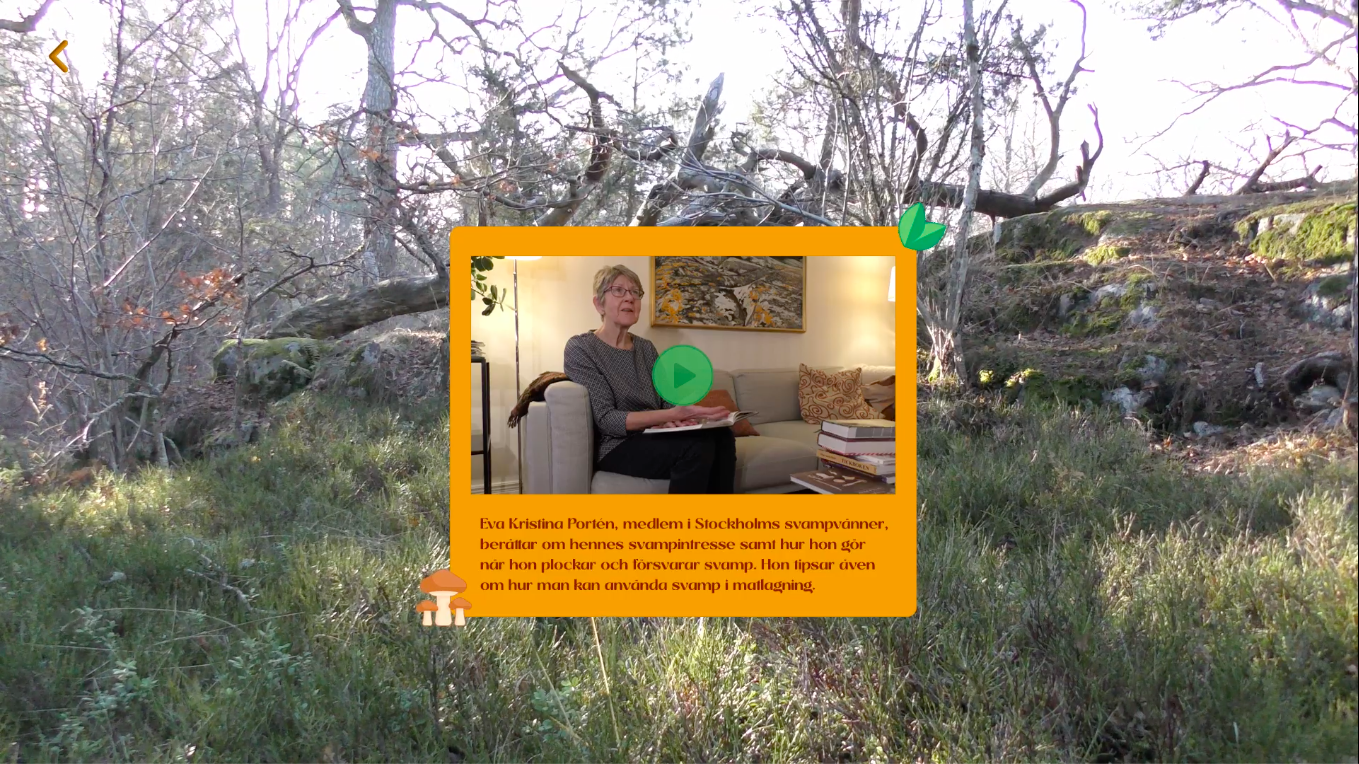 Eva Kristina Portén, medlem i Stockholms svampvänner,
berättar om hennes svampintresse samt hur hon gör
när hon plockar och försvarar svamp. Hon tipsar även
om hur man kan använda svamp i matlagning.